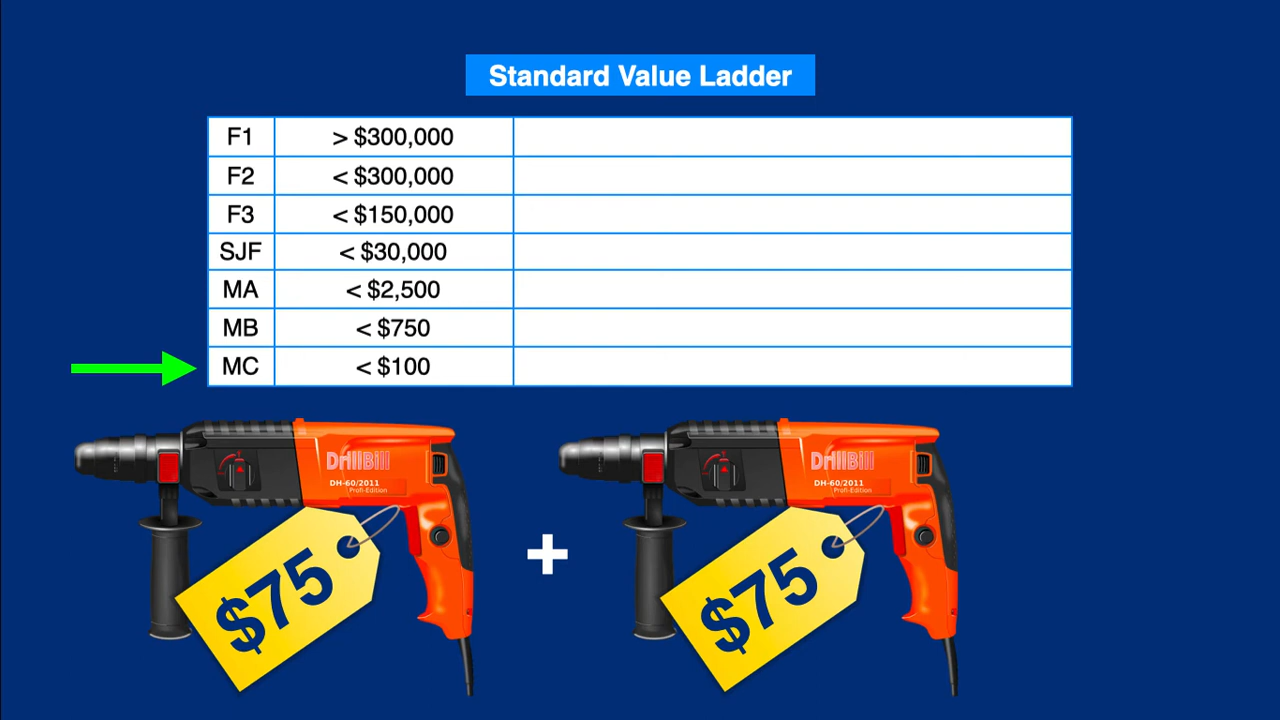 Standard Value Ladder
F1 > $300,000
F2 < $300,000
F3 < $150,000
SJF < $30,000
MA < $2,500
MB < $750
MC < $100
DrillBill DrillBill
DH-60/2011 DH-60/2011
Profi-Edition Profi-Edition
$75 + $75